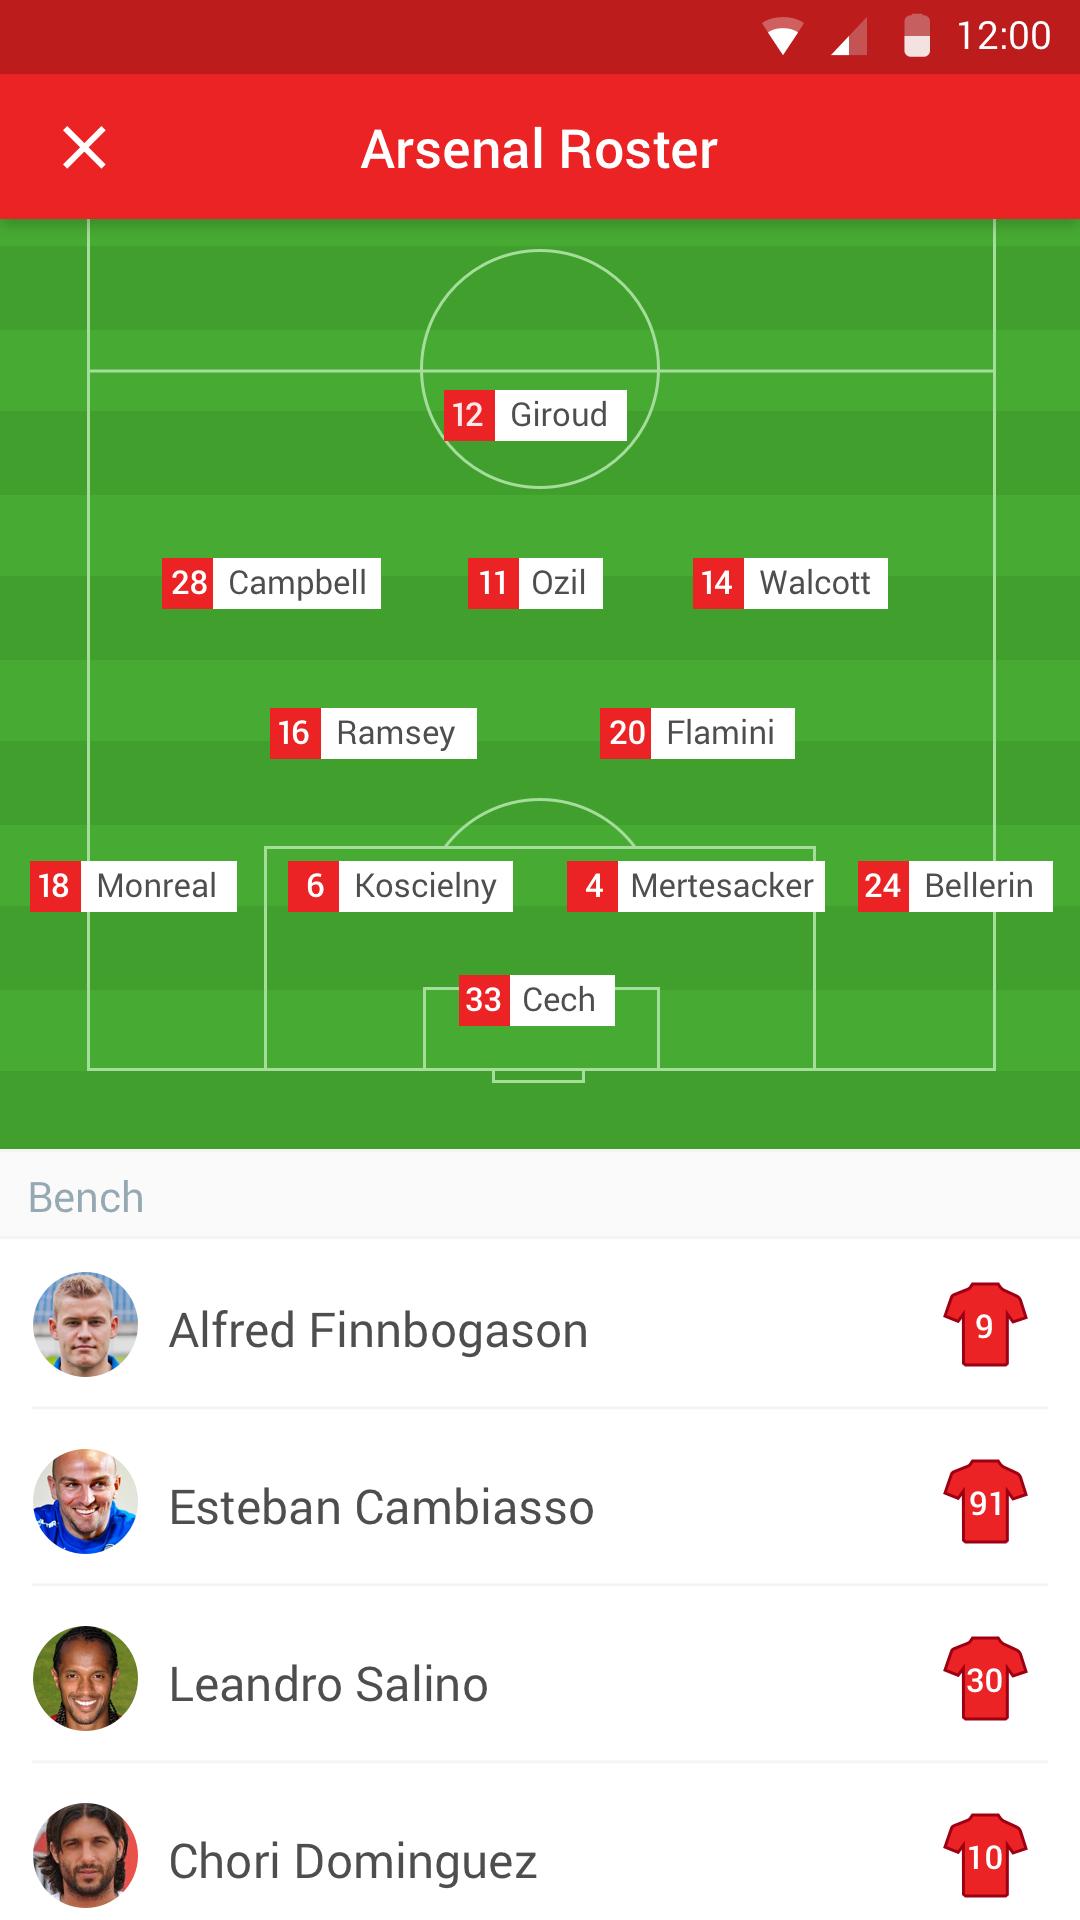 12:00
Arsenal Roster
12 Giroud
28 Campbell 11 Ozil 14 Walcott
16 Ramsey 20 Flamini
18 Monreal 6 Koscielny 4 Mertesacker 24 Bellerin
33 Cech
Bench
Alfred Finnbogason 9
Esteban Cambiasso 91
Leandro Salino 30
Chori Dominguez 10